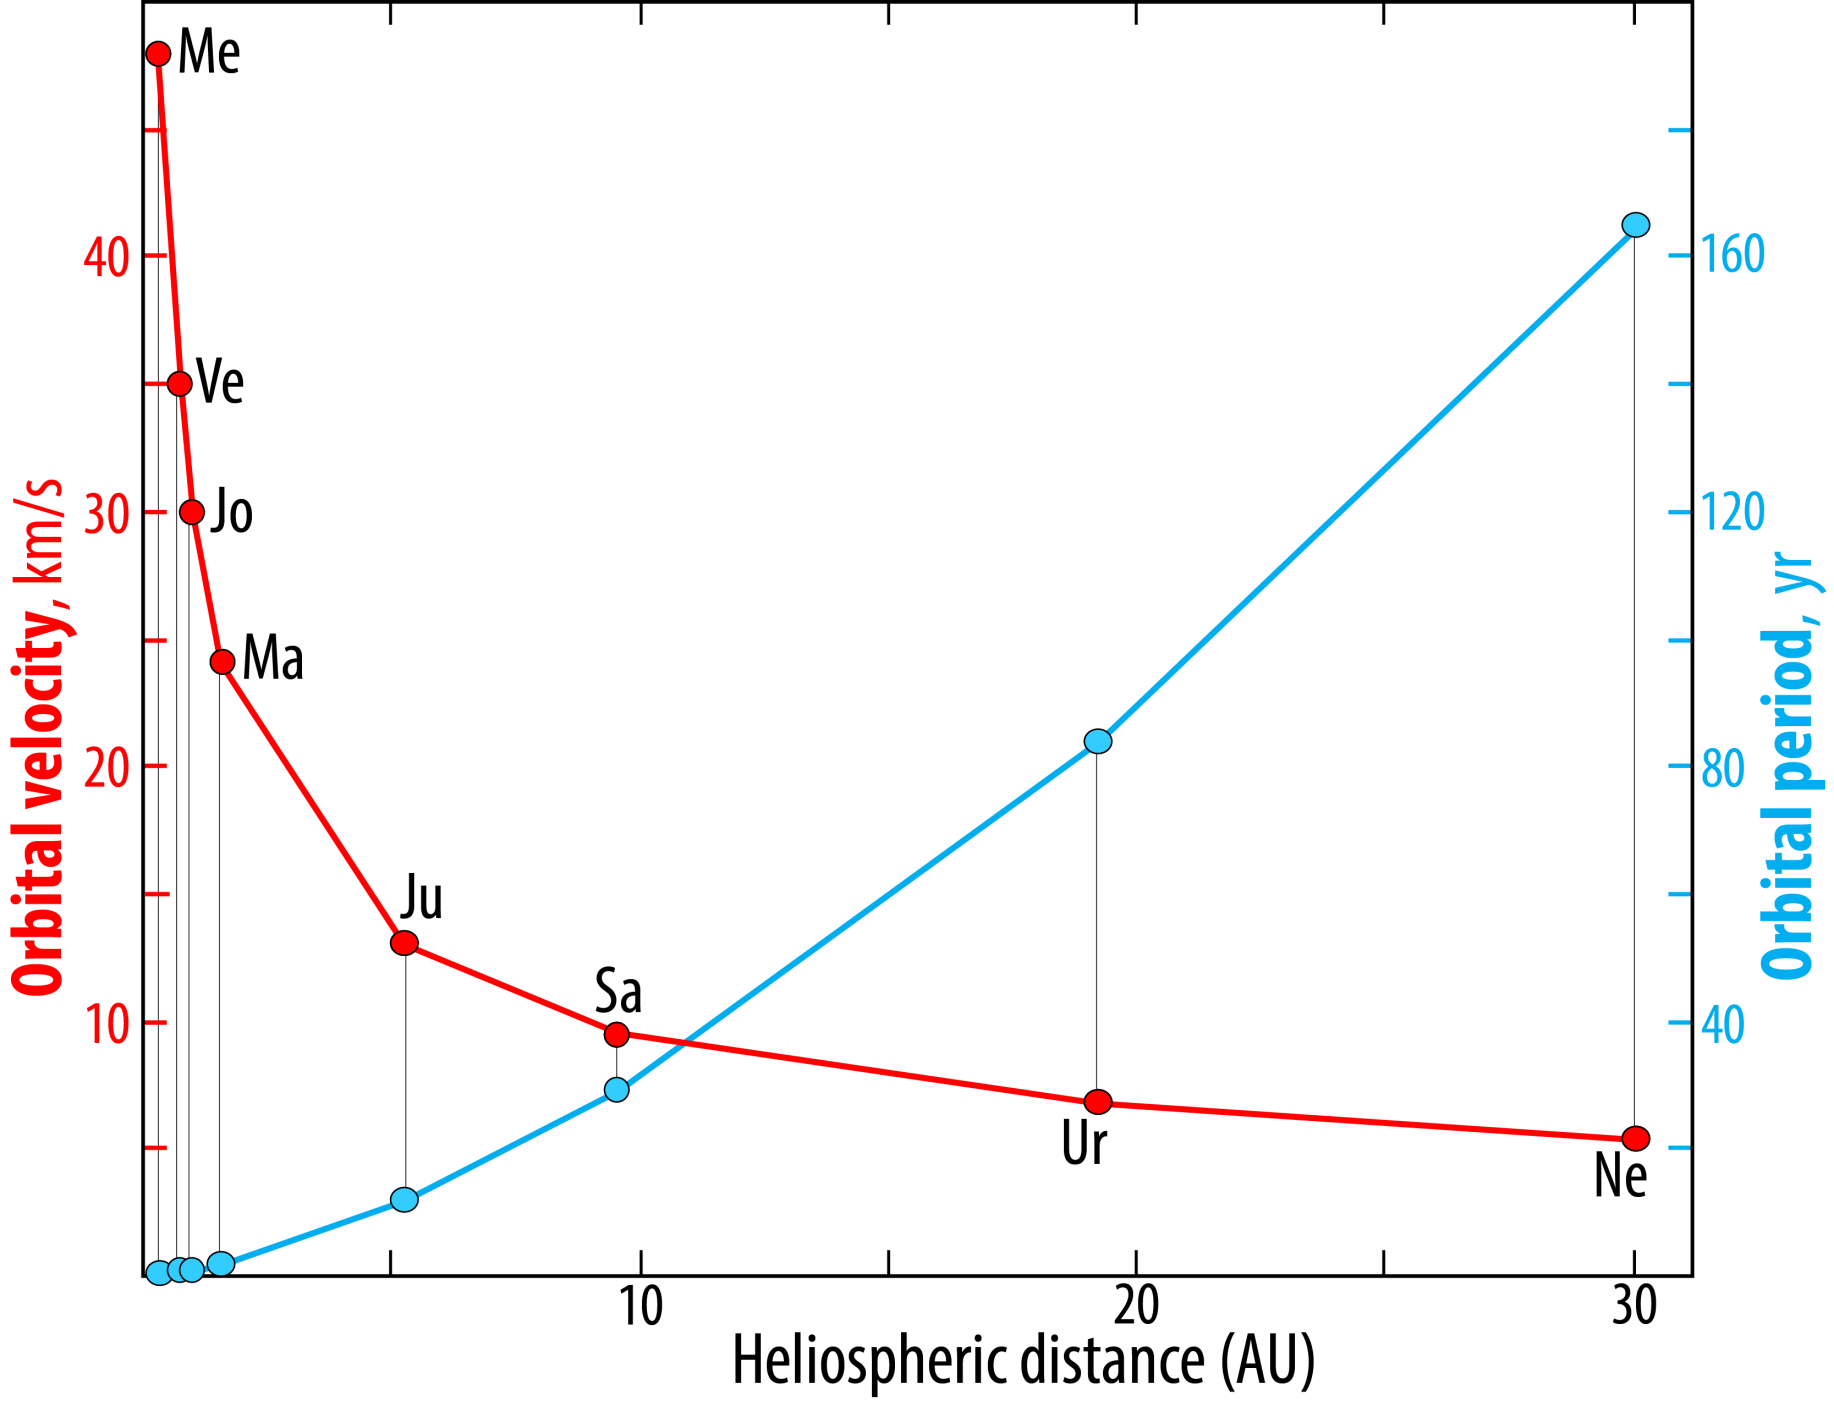 Me
Ve
Jo
Ma
Ju
Sa
Ur
Ne
40
30
20
10
Orbital velocity, km/s
160
120
80
40
Orbital period, yr
10
20
30
Heliospheric distance (AU)